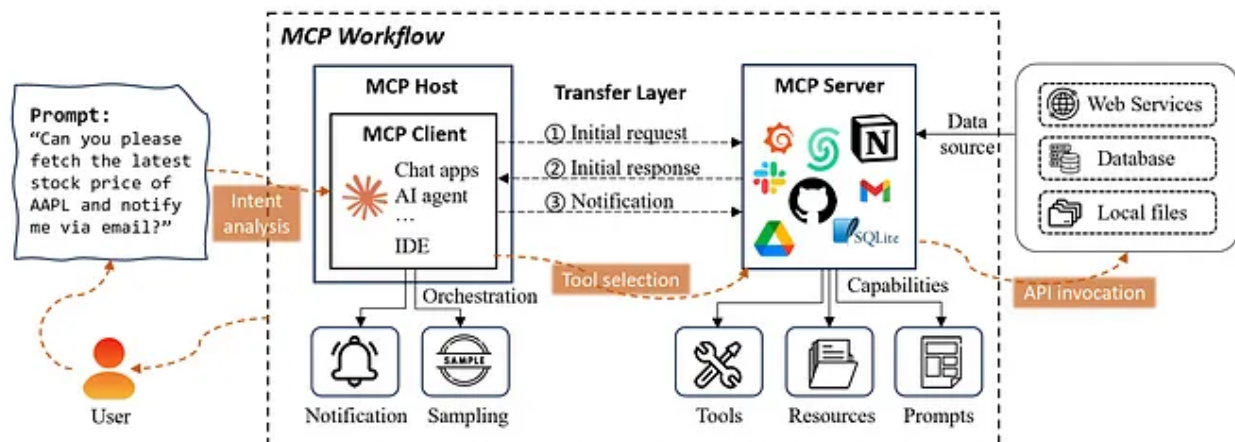 MCP Workflow
Prompt:
“Can you please
fetch the latest
stock price of
AAPL and notify
me via email?”
Intent
analysis
User
MCP Host
MCP Client
Chat apps
AI agent
...
IDE
Orchestration
Notification
Sampling
SAMPLE
Transfer Layer
① Initial request
② Initial response
③ Notification
Tool selection
MCP Server
N
SQLite
Capabilities
Tools
Resources
Prompts
Data
source
API invocation
Web Services
Database
Local files